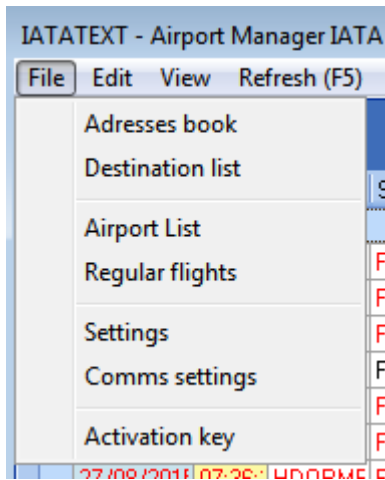 IATATEXT - Airport Manager IATA
File Edit View Refresh (F5)
Adresses book
Destination list
Airport List
Regular flights
Settings
Comms settings
Activation key